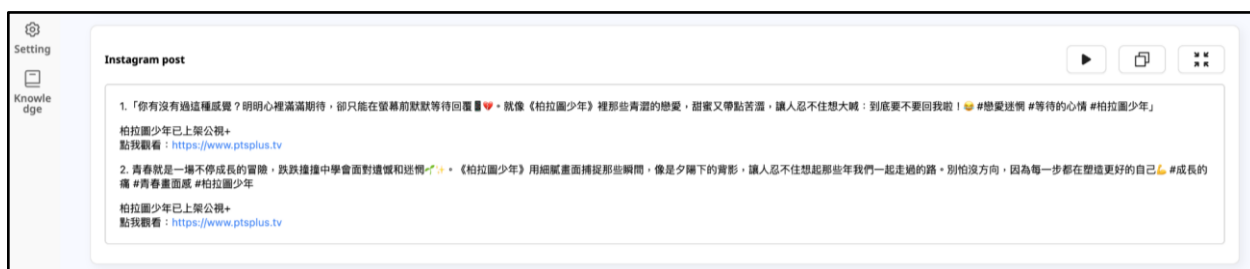 Setting
Knowle
dge
Instagram post
1.「你有沒有過這種感覺？明明心裡滿滿期待，卻只能在螢幕前默默等待回覆📱💔。就像《柏拉圖少年》裡那些青澀的戀愛，甜蜜又帶點苦澀，讓人忍不住想大喊：到底要不要回我啦！😂 #戀愛迷惘 #等待的心情 #柏拉圖少年」
柏拉圖少年已上架公視+
點我觀看：https://www.ptsplus.tv
2. 青春就是一場不停成長的冒險，跌跌撞撞中學會面對遺憾和迷惘🌱✨。《柏拉圖少年》用細膩畫面捕捉那些瞬間，像是夕陽下的背影，讓人忍不住想起那些年我們一起走過的路。別怕沒方向，因為每一步都在塑造更好的自己💪 #成長的
痛 #青春畫面感 #柏拉圖少年
柏拉圖少年已上架公視+
點我觀看：https://www.ptsplus.tv